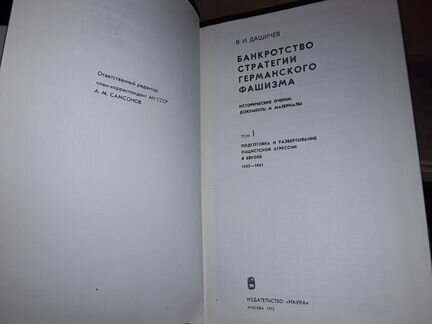 Ответственный редактор
член-корреспондент АН СССР
А. М. САМСОНОВ
В. И. ДАШИЧЕВ
БАНКРОТСТВО
СТРАТЕГИИ
ГЕРМАНСКОГО
ФАШИЗМА
ИСТОРИЧЕСКИЕ ОЧЕРКИ.
ДОКУМЕНТЫ И МАТЕРИАЛЫ
ТОМ I
ПОДГОТОВКА И РАЗВЕРТЫВАНИЕ
НАЦИСТСКОЙ АГРЕССИИ
В ЕВРОПЕ
1933—1941
ИЗДАТЕЛЬСТВО «НАУКА»
МОСКВА 1973